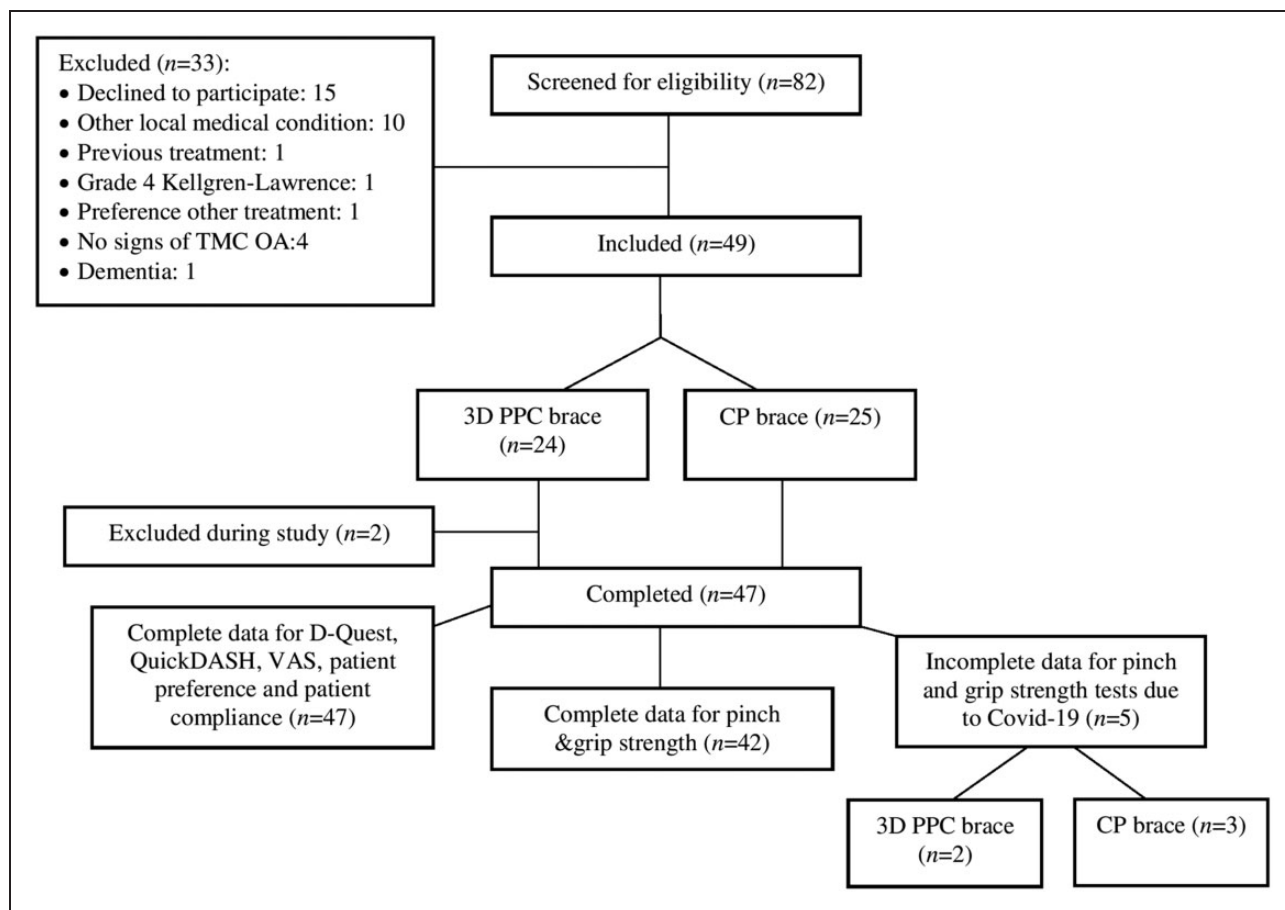 Excluded (n=33):
• Declined to participate: 15
• Other local medical condition: 10
• Previous treatment: 1
• Grade 4 Kellgren-Lawrence: 1
• Preference other treatment: 1
• No signs of TMC OA:4
• Dementia: 1
Screened for eligibility (n=82)
Included (n=49)
3D PPC brace
(n=24)
CP brace (n=25)
Excluded during study (n=2)
Completed (n=47)
Complete data for D-Quest,
QuickDASH, VAS, patient
preference and patient
compliance (n=47)
Complete data for pinch
&grip strength (n=42)
Incomplete data for pinch
and grip strength tests due
to Covid-19 (n=5)
3D PPC brace
(n=2)
CP brace (n=3)